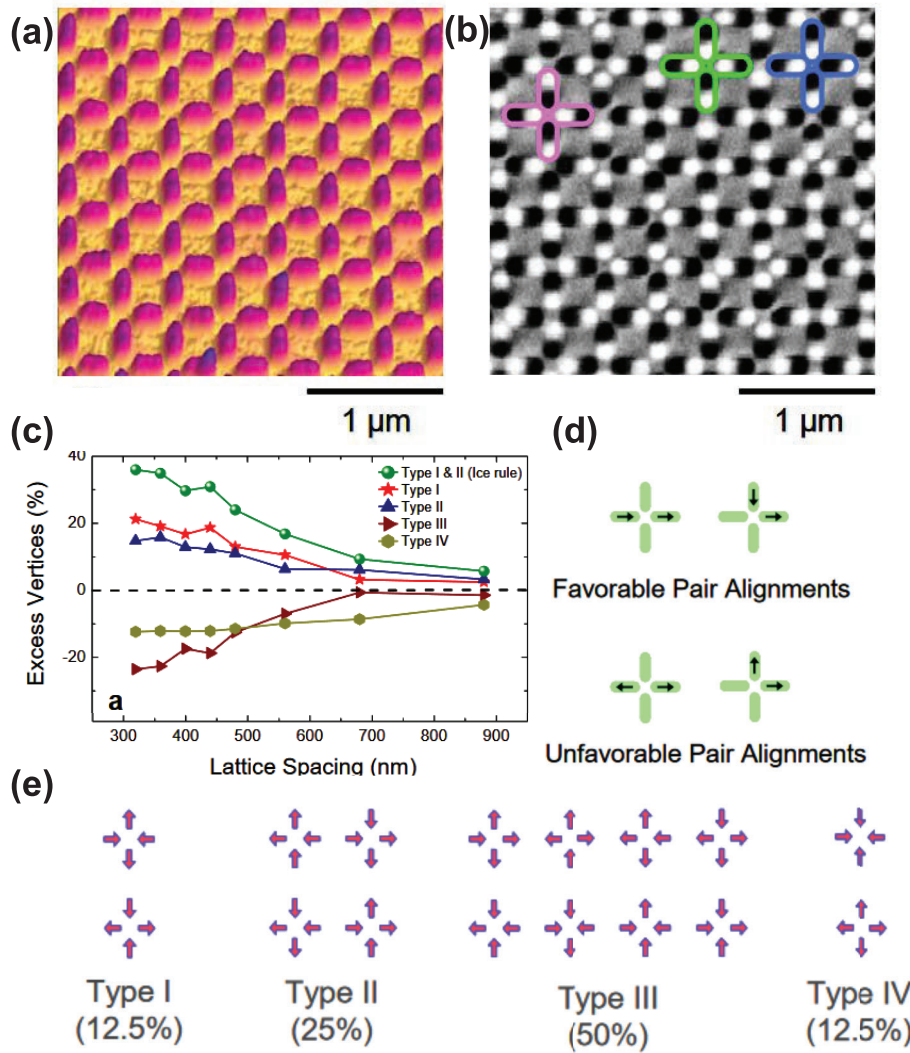 (a)
(b)
1 µm
1 µm
(c)
(d)
40
20
0
-20
Excess Vertices (%)
Type I & II (Ice rule)
Type I
Type II
Type III
Type IV
a
300 400 500 600 700 800 900
Lattice Spacing (nm)
Favorable Pair Alignments
Unfavorable Pair Alignments
(e)
Type I
(12.5%)
Type II
(25%)
Type III
(50%)
Type IV
(12.5%)